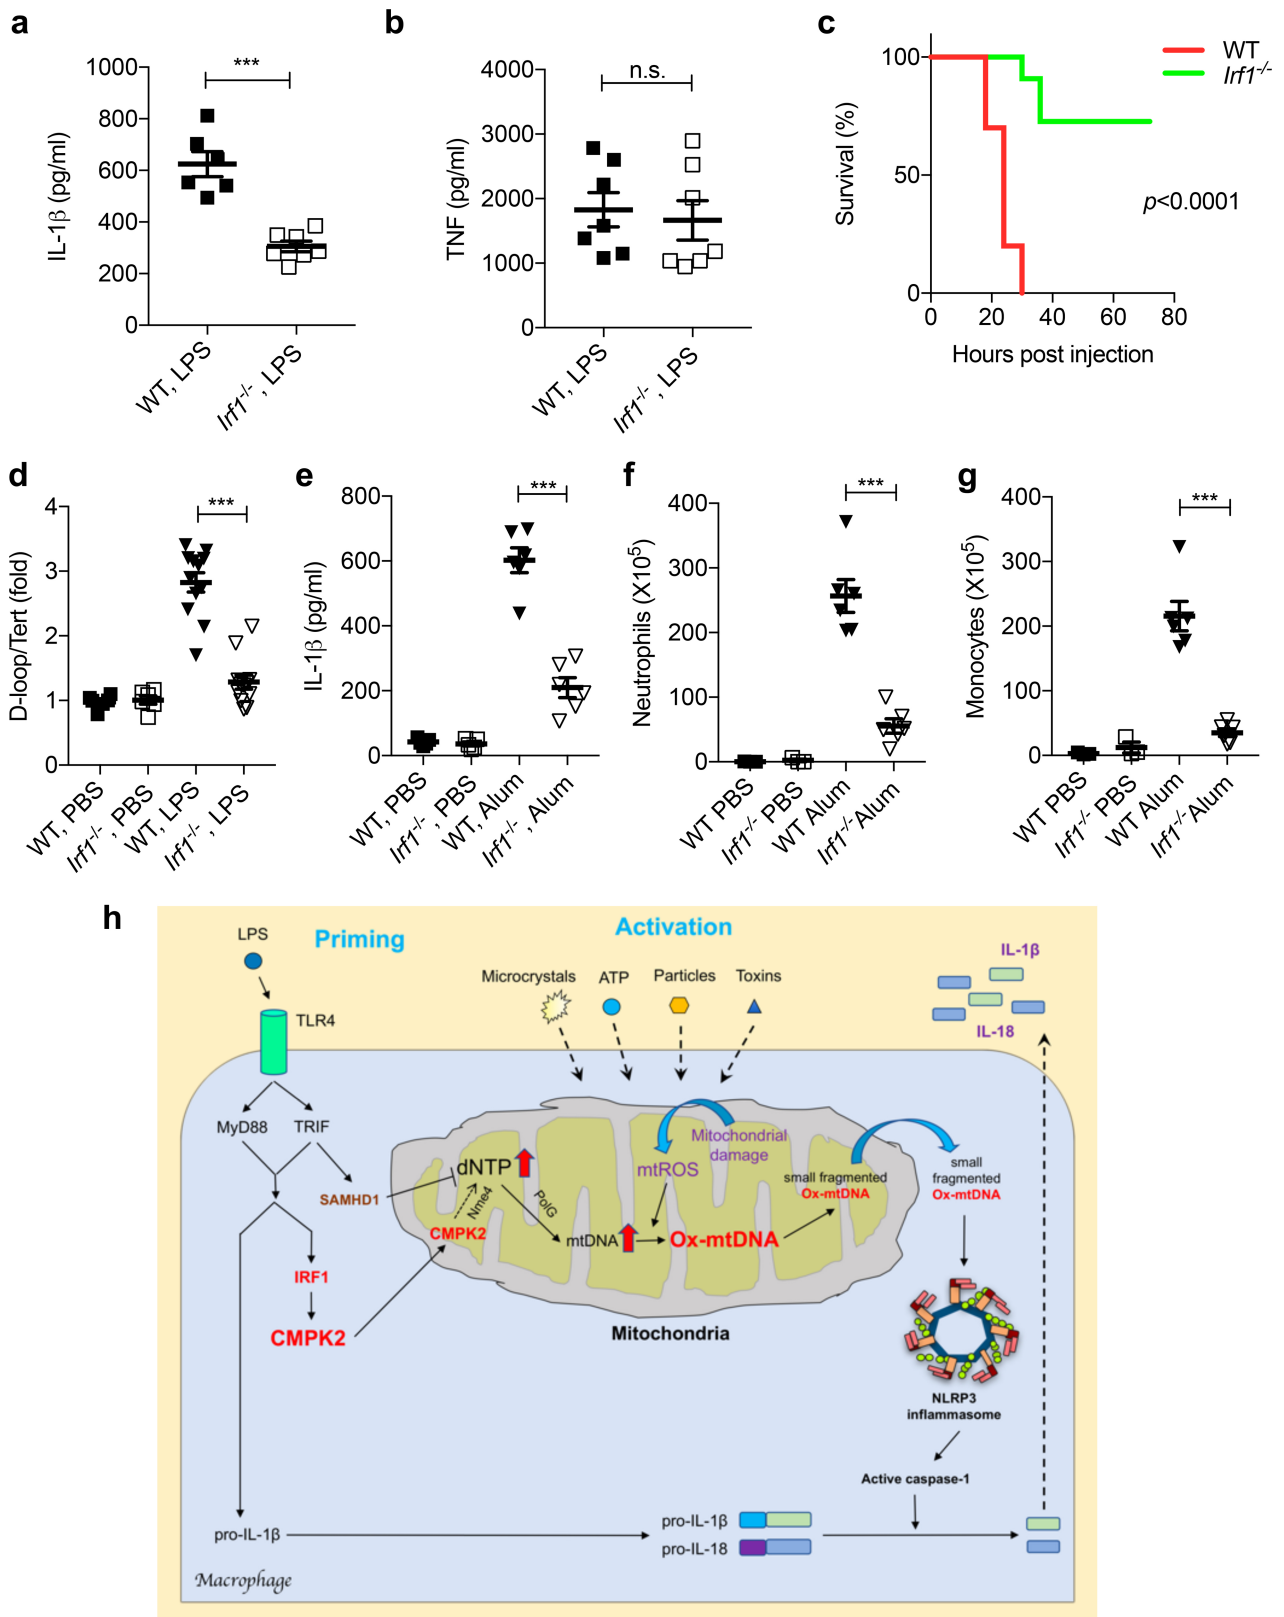 a
1000
800
600
400
200
0
IL-1β (pg/ml)
***
WT, LPS
Irf1-/-, LPS
b
4000
3000
2000
1000
0
TNF (pg/ml)
n.s.
WT, LPS
Irf1-/-, LPS
c
100
50
0
Survival (%)
0 20 40 60 80
Hours post injection
WT
Irf1-/-
p<0.0001
d
4
3
2
1
0
D-loop/Tert (fold)
***
WT, PBS
Irf1-/-, PBS
WT, LPS
Irf1-/-, LPS
e
800
600
400
200
0
IL-1β (pg/ml)
***
WT, PBS
Irf1-/-, PBS
WT, Alum
Irf1-/-, Alum
f
400
300
200
100
0
Neutrophils (X10⁵)
***
WT PBS
Irf1-/- PBS
WT Alum
Irf1-/- Alum
g
400
300
200
100
0
Monocytes (X10⁵)
***
WT PBS
Irf1-/- PBS
WT Alum
Irf1-/- Alum
h
LPS
Priming
Activation
Microcrystals
ATP
Particles
Toxins
IL-1β
IL-18
TLR4
MyD88
TRIF
SAMHD1
IRF1
CMPK2
dNTP
Nme4
CMPK2
PolG
mtDNA
mtROS
Mitochondrial
damage
Ox-mtDNA
small fragmented
Ox-mtDNA
small
fragmented
Ox-mtDNA
Mitochondria
NLRP3
inflammasome
Active caspase-1
pro-IL-1β
pro-IL-1β
pro-IL-18
Macrophage